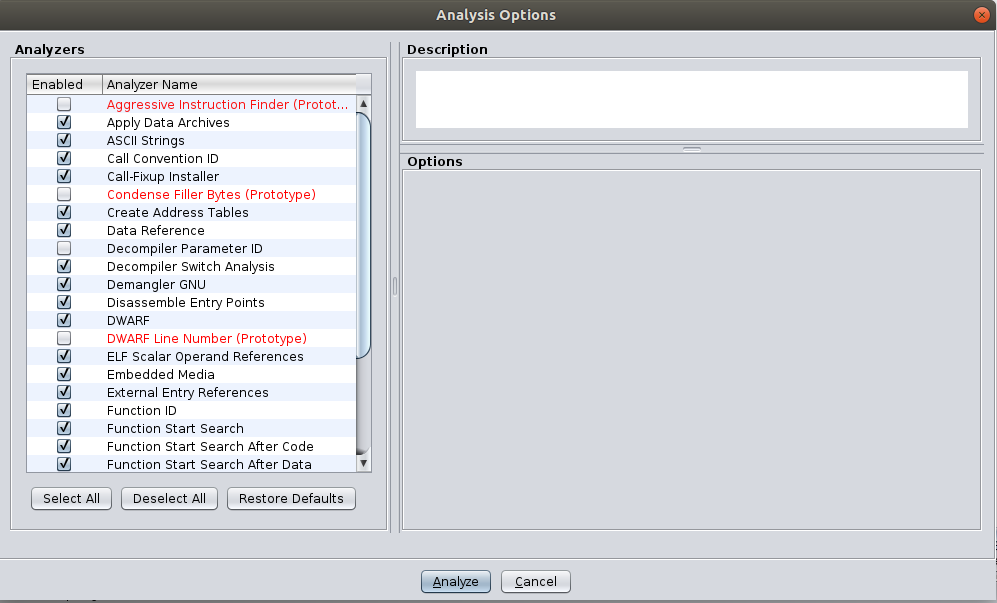 Analysis Options
Analyzers
Enabled Analyzer Name
Aggressive Instruction Finder (Protot...
Apply Data Archives
ASCII Strings
Call Convention ID
Call-Fixup Installer
Condense Filler Bytes (Prototype)
Create Address Tables
Data Reference
Decompiler Parameter ID
Decompiler Switch Analysis
Demangler GNU
Disassemble Entry Points
DWARF
DWARF Line Number (Prototype)
ELF Scalar Operand References
Embedded Media
External Entry References
Function ID
Function Start Search
Function Start Search After Code
Function Start Search After Data
Select All Deselect All Restore Defaults
Description
Options
Analyze Cancel